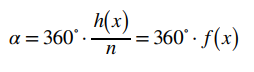 α = 360° · h(x)/n = 360° · f(x)